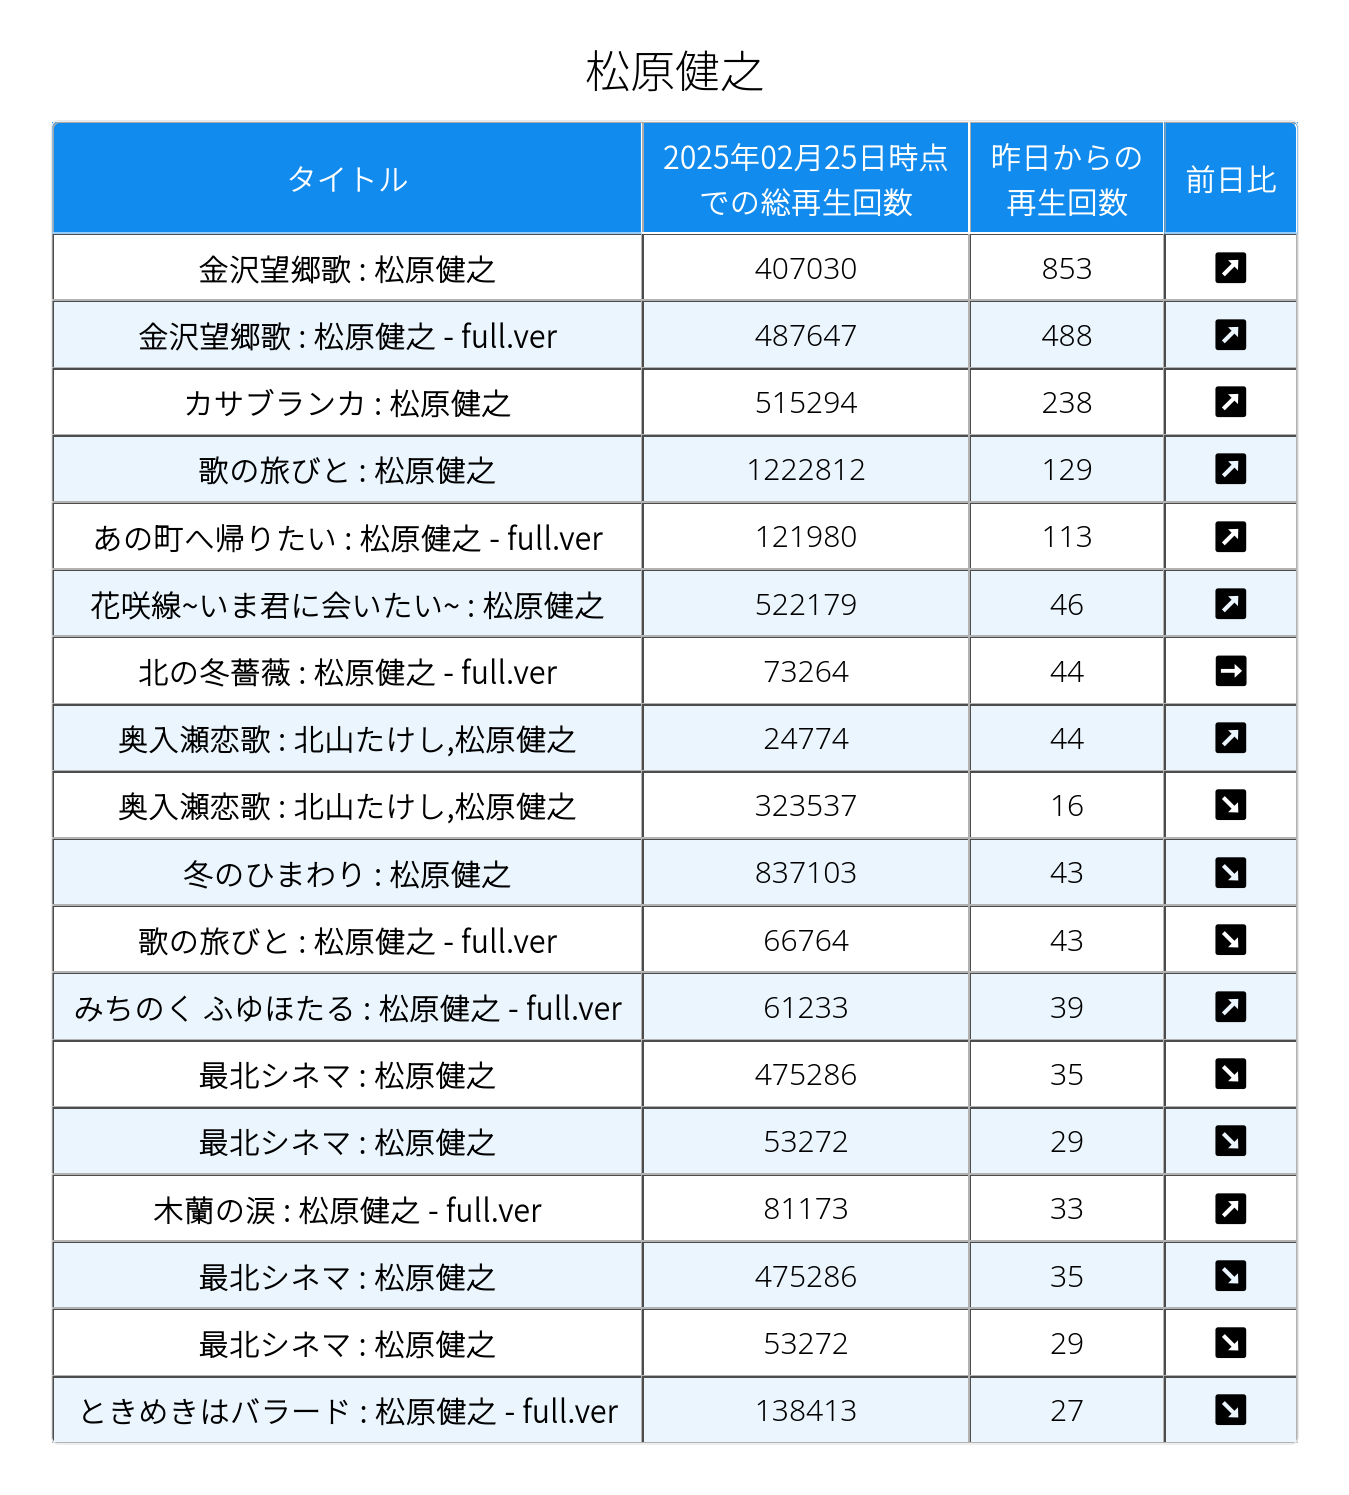 松原健之
タイトル
2025年02月25日時点
での総再生回数
昨日からの
再生回数
前日比
金沢望郷歌 : 松原健之 407030 853 ↗
金沢望郷歌 : 松原健之 - full.ver 487647 488 ↗
カサブランカ : 松原健之 515294 238 ↗
歌の旅びと : 松原健之 1222812 129 ↗
あの町へ帰りたい : 松原健之 - full.ver 121980 113 ↗
花咲線~いま君に会いたい~ : 松原健之 522179 46 ↗
北の冬薔薇 : 松原健之 - full.ver 73264 44 →
奥入瀬恋歌 : 北山たけし,松原健之 24774 44 ↗
奥入瀬恋歌 : 北山たけし,松原健之 323537 16 ↘
冬のひまわり : 松原健之 837103 43 ↘
歌の旅びと : 松原健之 - full.ver 66764 43 ↘
みちのく ふゆほたる : 松原健之 - full.ver 61233 39 ↗
最北シネマ : 松原健之 475286 35 ↘
最北シネマ : 松原健之 53272 29 ↘
木蘭の涙 : 松原健之 - full.ver 81173 33 ↗
最北シネマ : 松原健之 475286 35 ↘
最北シネマ : 松原健之 53272 29 ↘
ときめきはバラード : 松原健之 - full.ver 138413 27 ↘